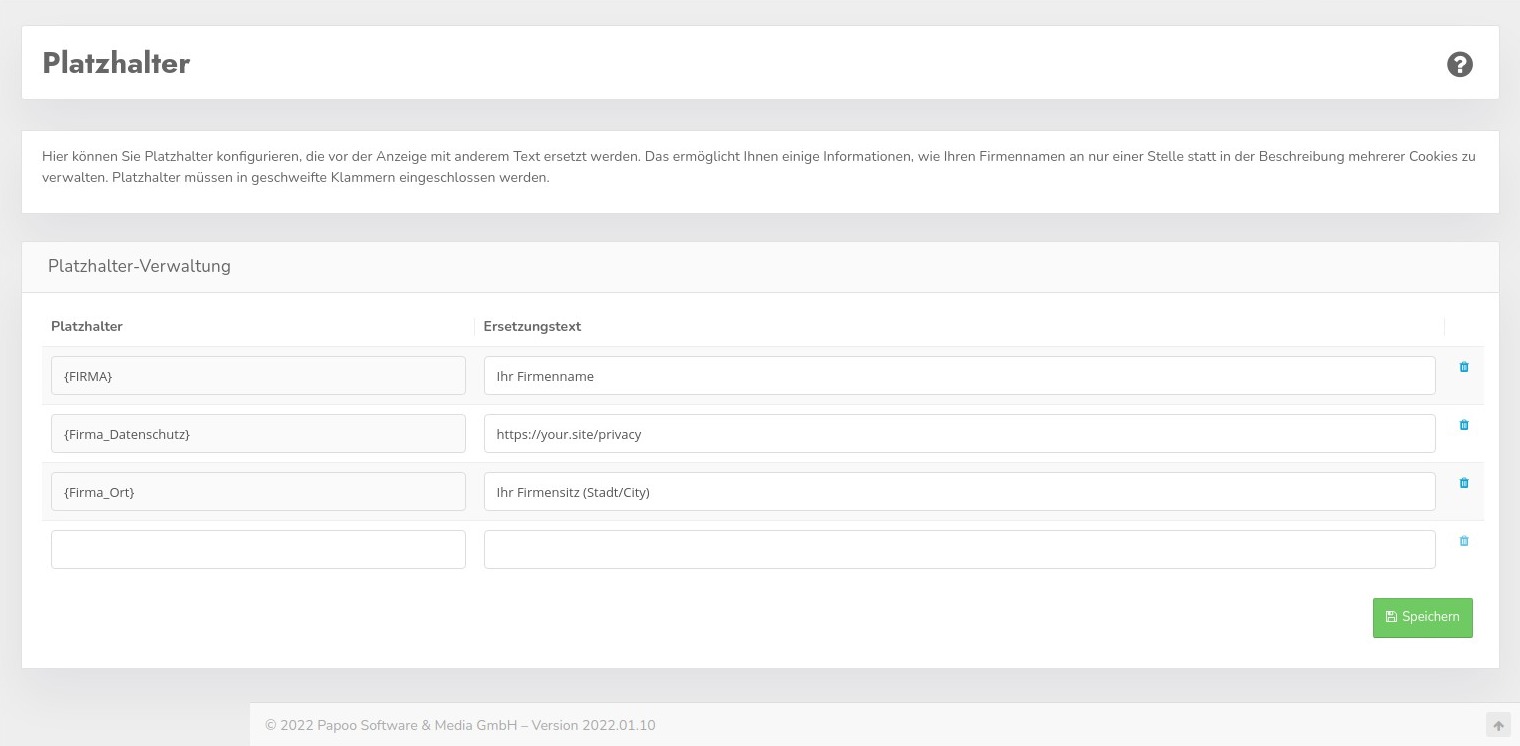 Platzhalter
Hier können Sie Platzhalter konfigurieren, die vor der Anzeige mit anderem Text ersetzt werden. Das ermöglicht Ihnen einige Informationen, wie Ihren Firmennamen an nur einer Stelle statt in der Beschreibung mehrerer Cookies zu
verwalten. Platzhalter müssen in geschweifte Klammern eingeschlossen werden.
Platzhalter-Verwaltung
Platzhalter Ersetzungstext
{FIRMA} Ihr Firmenname
{Firma_Datenschutz} https://your.site/privacy
{Firma_Ort} Ihr Firmensitz (Stadt/City)
Speichern
© 2022 Papoo Software & Media GmbH – Version 2022.01.10